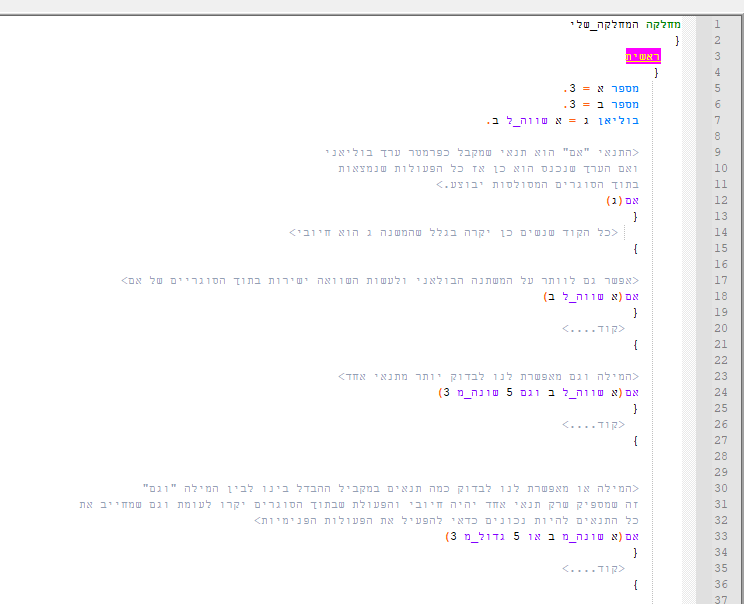 מחלקה המחלקה_שלי 1
{ 2
ראשית 3
{ 4
מספר א = 3. 5
מספר ב = 3. 6
בוליאן ג = א שווה_ל ב. 7
8
<התנאי "אם" הוא תנאי שמקבל כפרמטר ערך בוליאני 9
ואם הערך שנכנס הוא כן אז כל הפעולות שנמצאות 10
בתוך הסוגרים המסולסות יבוצע.> 11
אם(ג) 12
{ 13
<כל הקוד שנשים כן יקרה בגלל שהמשנה ג הוא חיובי> 14
} 15
16
<אפשר גם לוותר על המשתנה הבולאני ולעשות השוואה ישירות בתוך הסוגריים של אם> 17
אם(א שווה_ל ב) 18
{ 19
<קוד....> 20
} 21
22
<המילה וגם מאפשרת לנו לבדוק יותר מתנאי אחד> 23
אם(א שווה_ל ב וגם 5 שונה_מ 3) 24
{ 25
<קוד....> 26
} 27
28
29
<המילה או מאפשרת לנו לבדוק כמה תנאים במקביל ההבדל בינו לבין המילה "וגם" 30
זה שמספיק שרק תנאי אחד יהיה חיובי והפעולת שבתוך הסוגרים יקרו לעומת וגם שמחייב את 31
כל התנאים להיות נכונים כדאי להפעיל את הפעולות הפנימיות> 32
אם(א שונה_מ ב או 5 גדול_מ 3) 33
{ 34
<קוד....> 35
} 36
37